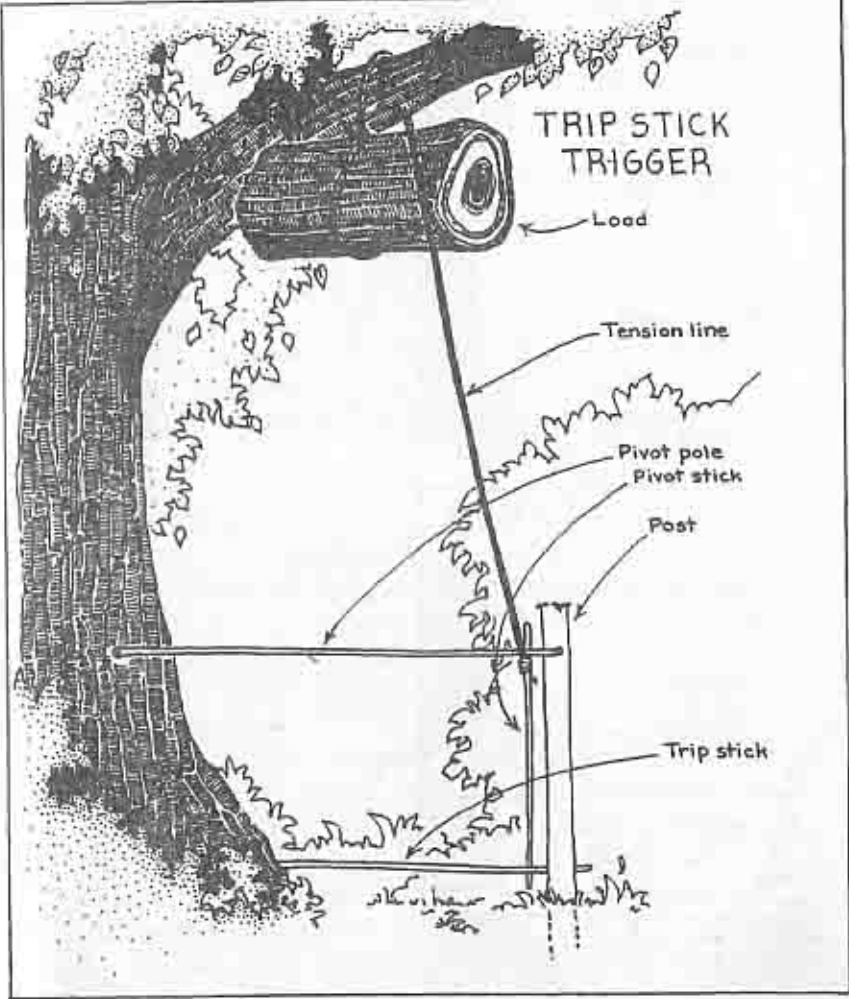 TRIP STICK
TRIGGER
Load
Tension line
Pivot pole
Pivot stick
Post
Trip stick